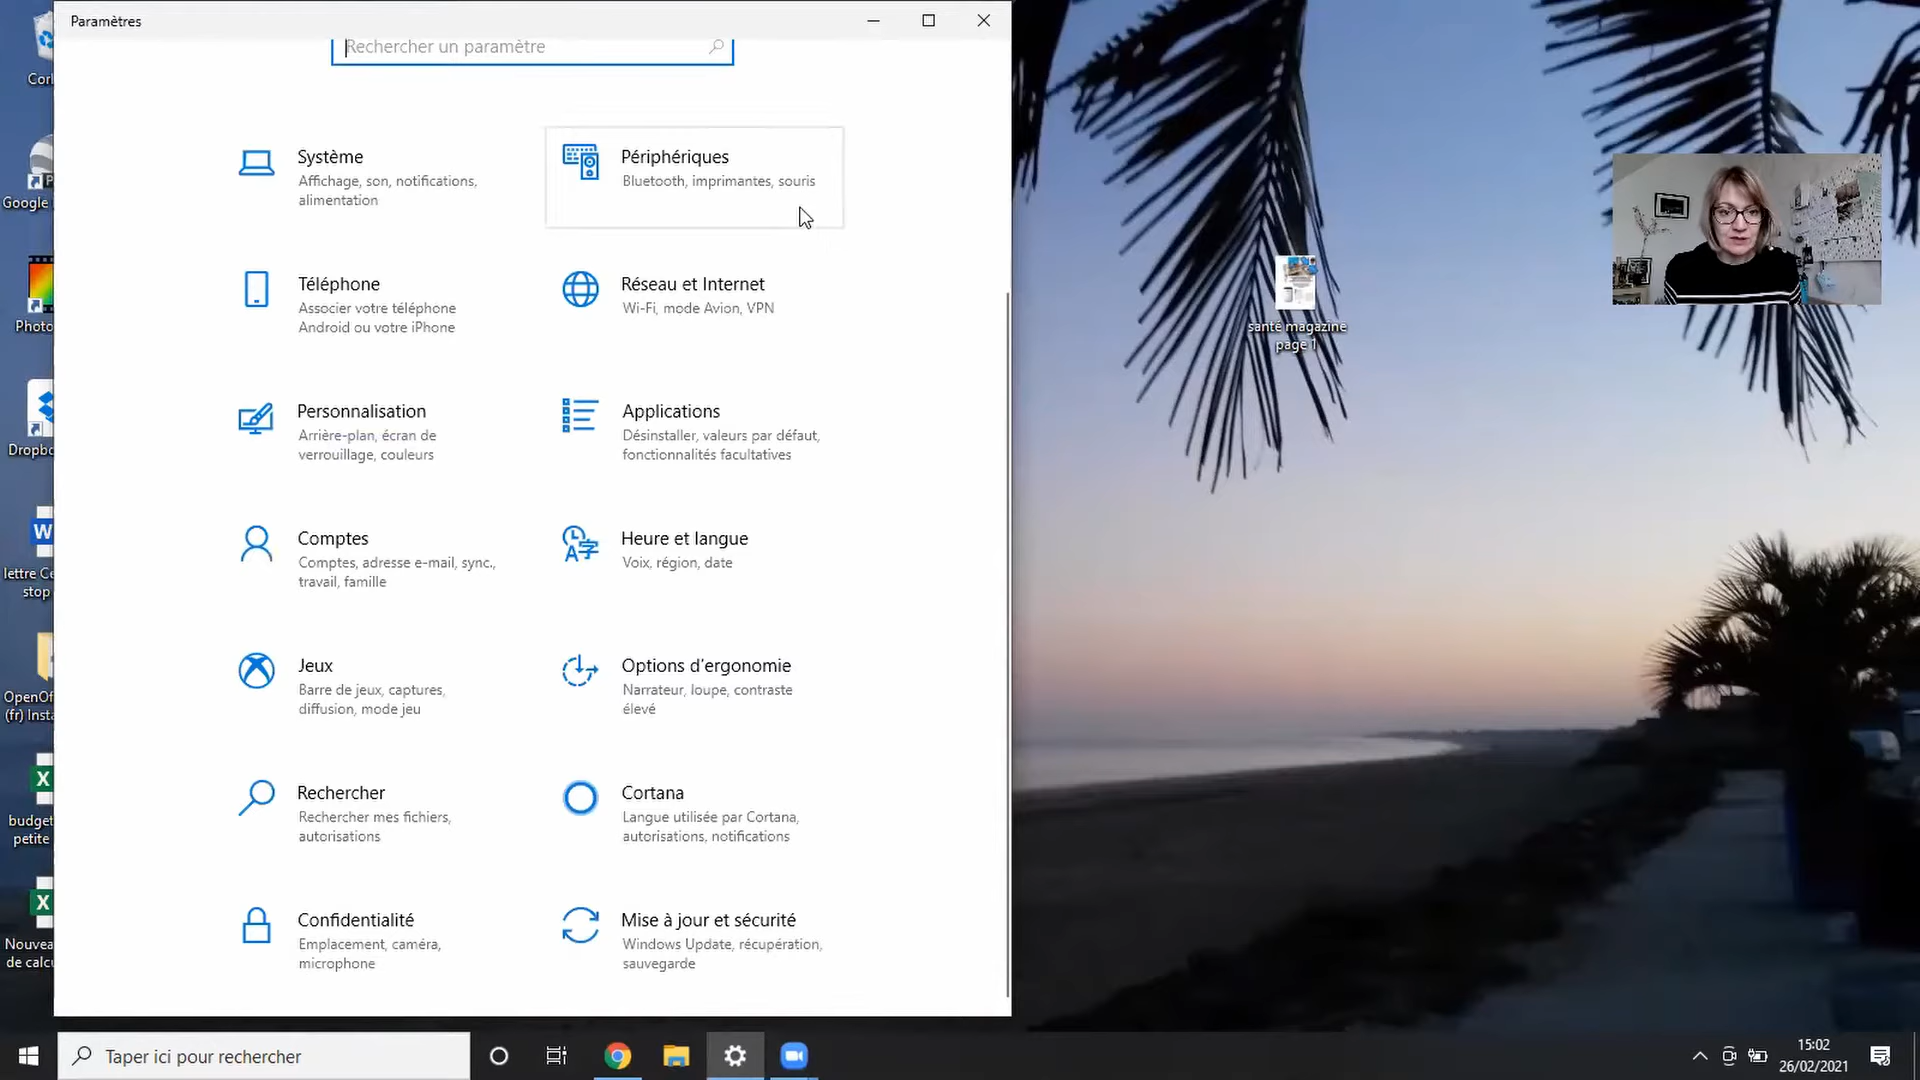 Paramètres
Rechercher un paramètre
Système
Affichage, son, notifications,
alimentation
Périphériques
Bluetooth, imprimantes, souris
Téléphone
Associer votre téléphone
Android ou votre iPhone
Réseau et Internet
Wi-Fi, mode Avion, VPN
Personnalisation
Arrière-plan, écran de
verrouillage, couleurs
Applications
Désinstaller, valeurs par défaut,
fonctionnalités facultatives
Comptes
Comptes, adresse e-mail, sync.,
travail, famille
Heure et langue
Voix, région, date
Jeux
Barre de jeux, captures,
diffusion, mode jeu
Options d'ergonomie
Narrateur, loupe, contraste
élevé
Rechercher
Rechercher mes fichiers,
autorisations
Cortana
Langue utilisée par Cortana,
autorisations, notifications
Confidentialité
Emplacement, caméra,
microphone
Mise à jour et sécurité
Windows Update, récupération,
sauvegarde
Google
Photo
Dropbo
lettre Ce
stop
OpenOf
(fr) Insta
budget
petite
Nouvea
de calcu
santé magazine
page 1
Taper ici pour rechercher
15:02
26/02/2021